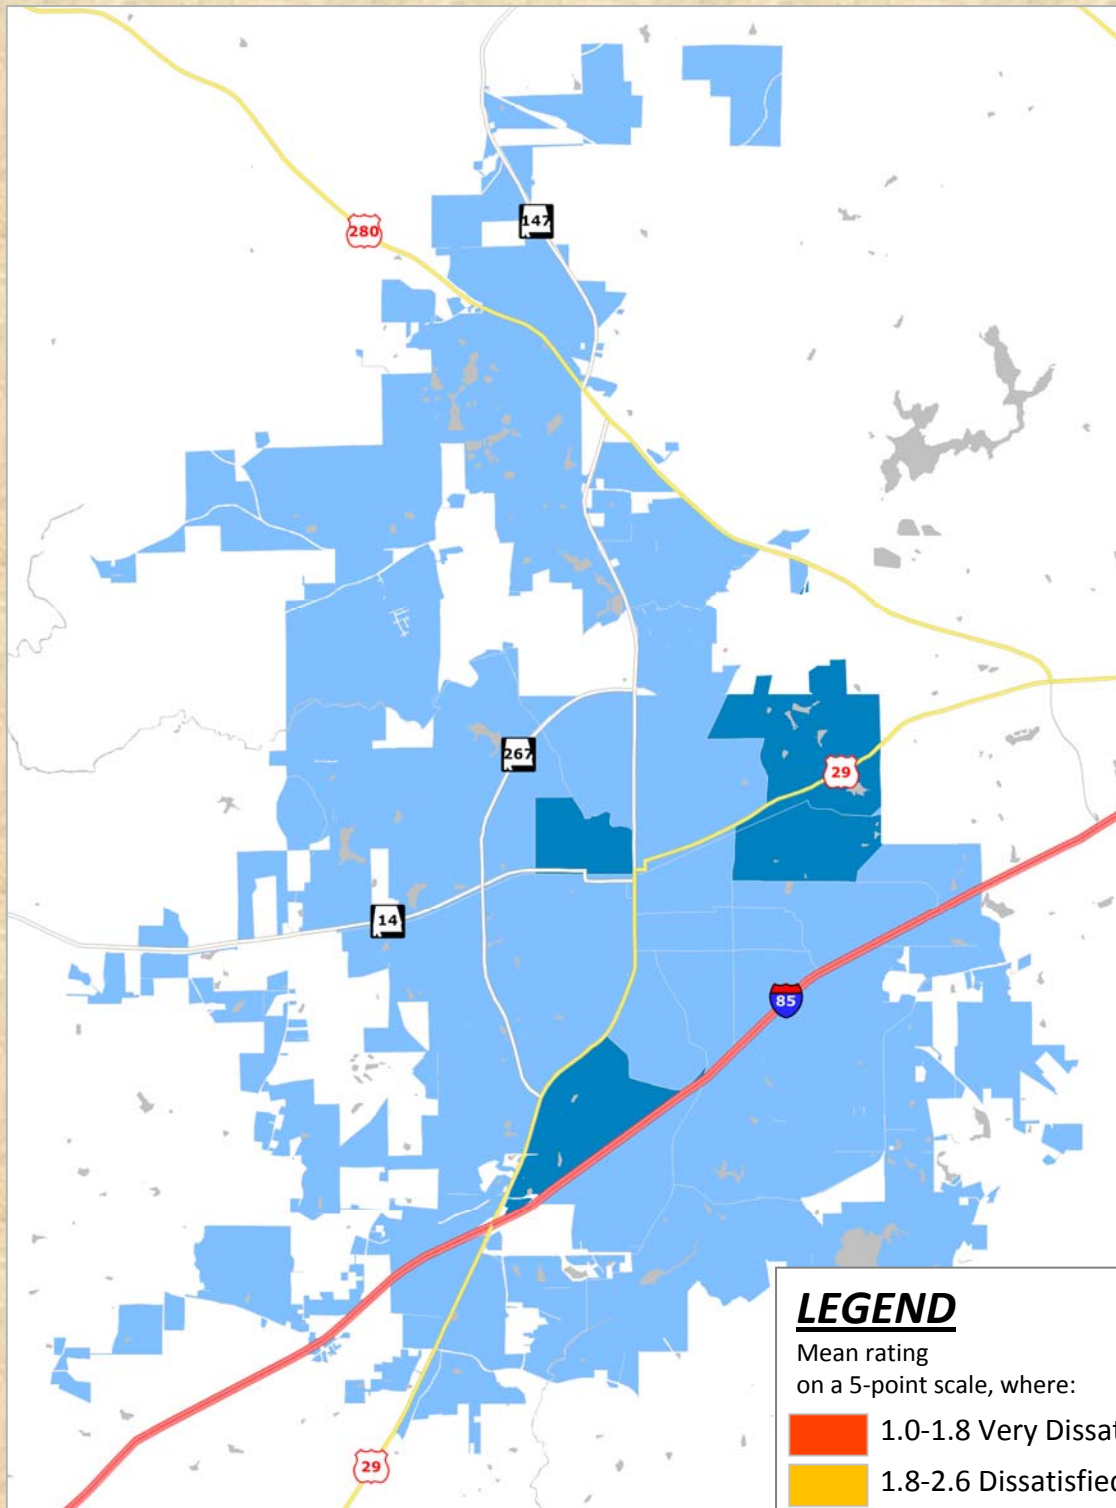 147
280
267
29
14
85
LEGEND
Mean rating
on a 5-point scale, where:
1.0-1.8 Very Dissat
1.8-2.6 Dissatisfied
29